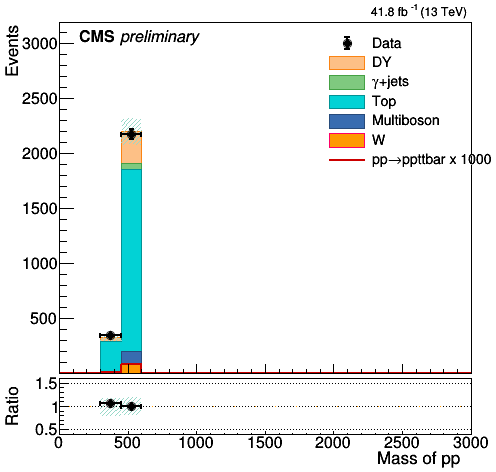 41.8 fb⁻¹ (13 TeV)
CMS preliminary
Events
3000
2500
2000
1500
1000
500
Data
DY
γ+jets
Top
Multiboson
W
pp→ppttbar x 1000
Ratio
1.5
1
0.5
0 500 1000 1500 2000 2500 3000
Mass of pp